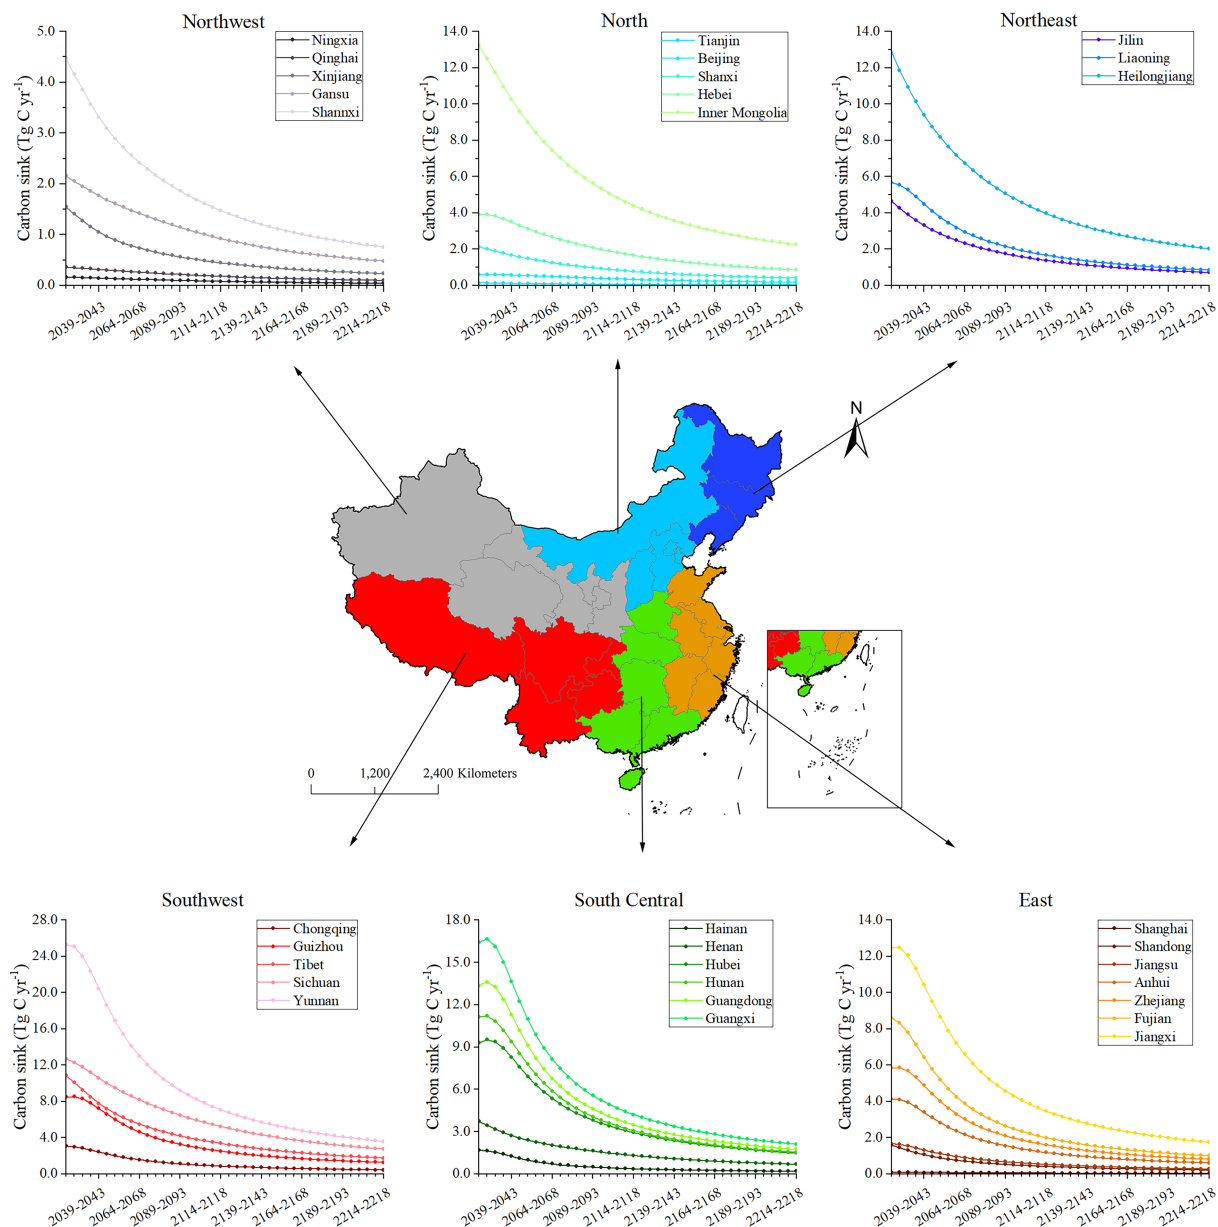 Northwest
Carbon sink (Tg C yr⁻¹)
5.0
4.0
3.0
2.0
1.0
0.0
Ningxia
Qinghai
Xinjiang
Gansu
Shannxi
2039-2043
2064-2068
2089-2093
2114-2118
2139-2143
2164-2168
2189-2193
2214-2218
North
Carbon sink (Tg C yr⁻¹)
14.0
12.0
10.0
8.0
6.0
4.0
2.0
0.0
Tianjin
Beijing
Shanxi
Hebei
Inner Mongolia
2039-2043
2064-2068
2089-2093
2114-2118
2139-2143
2164-2168
2189-2193
2214-2218
Northeast
Carbon sink (Tg C yr⁻¹)
14.0
12.0
10.0
8.0
6.0
4.0
2.0
0.0
Jilin
Liaoning
Heilongjiang
2039-2043
2064-2068
2089-2093
2114-2118
2139-2143
2164-2168
2189-2193
2214-2218
N
0 1,200 2,400 Kilometers
Southwest
Carbon sink (Tg C yr⁻¹)
28.0
24.0
20.0
16.0
12.0
8.0
4.0
0.0
Chongqing
Guizhou
Tibet
Sichuan
Yunnan
2039-2043
2064-2068
2089-2093
2114-2118
2139-2143
2164-2168
2189-2193
2214-2218
South Central
Carbon sink (Tg C yr⁻¹)
18.0
15.0
12.0
9.0
6.0
3.0
0.0
Hainan
Henan
Hubei
Hunan
Guangdong
Guangxi
2039-2043
2064-2068
2089-2093
2114-2118
2139-2143
2164-2168
2189-2193
2214-2218
East
Carbon sink (Tg C yr⁻¹)
14.0
12.0
10.0
8.0
6.0
4.0
2.0
0.0
Shanghai
Shandong
Jiangsu
Anhui
Zhejiang
Fujian
Jiangxi
2039-2043
2064-2068
2089-2093
2114-2118
2139-2143
2164-2168
2189-2193
2214-2218